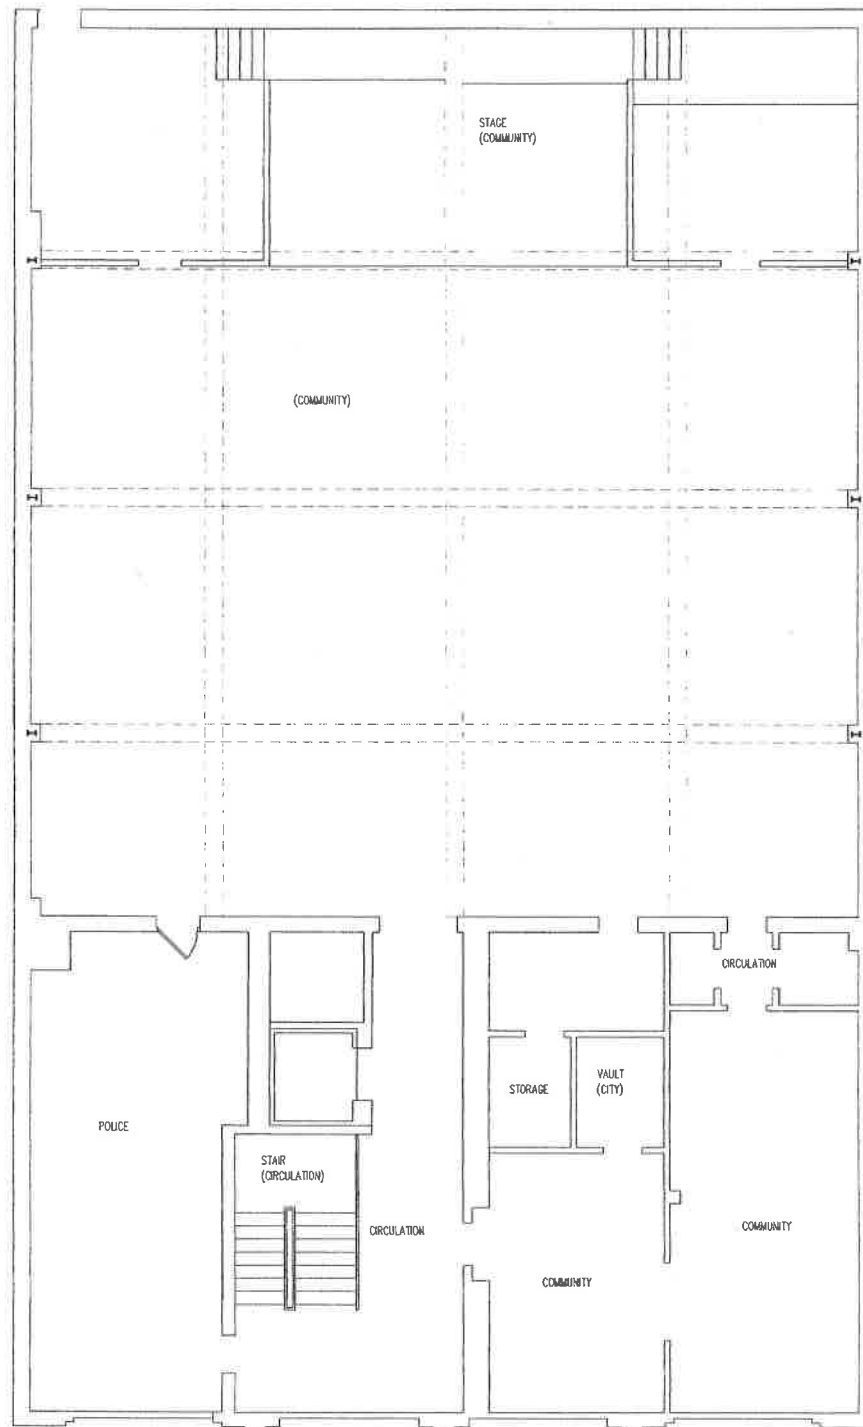 STAGE
(COMMUNITY)
(COMMUNITY)
CIRCULATION
STORAGE
VAULT
(CITY)
POLICE
STAIR
(CIRCULATION)
CIRCULATION
COMMUNITY
COMMUNITY